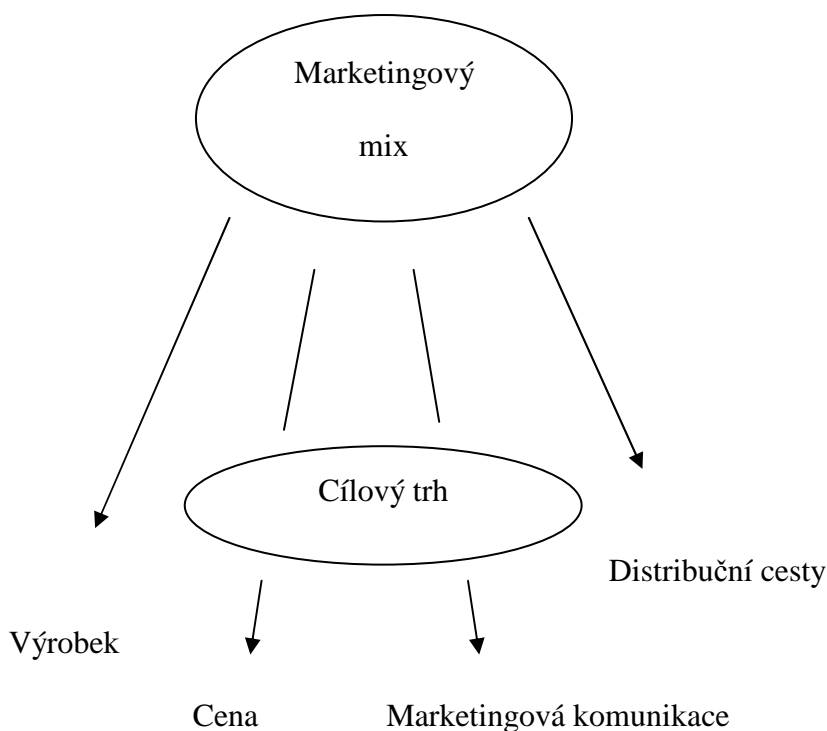 Marketingový
mix
Cílový trh
Distribuční cesty
Výrobek
Cena
Marketingová komunikace